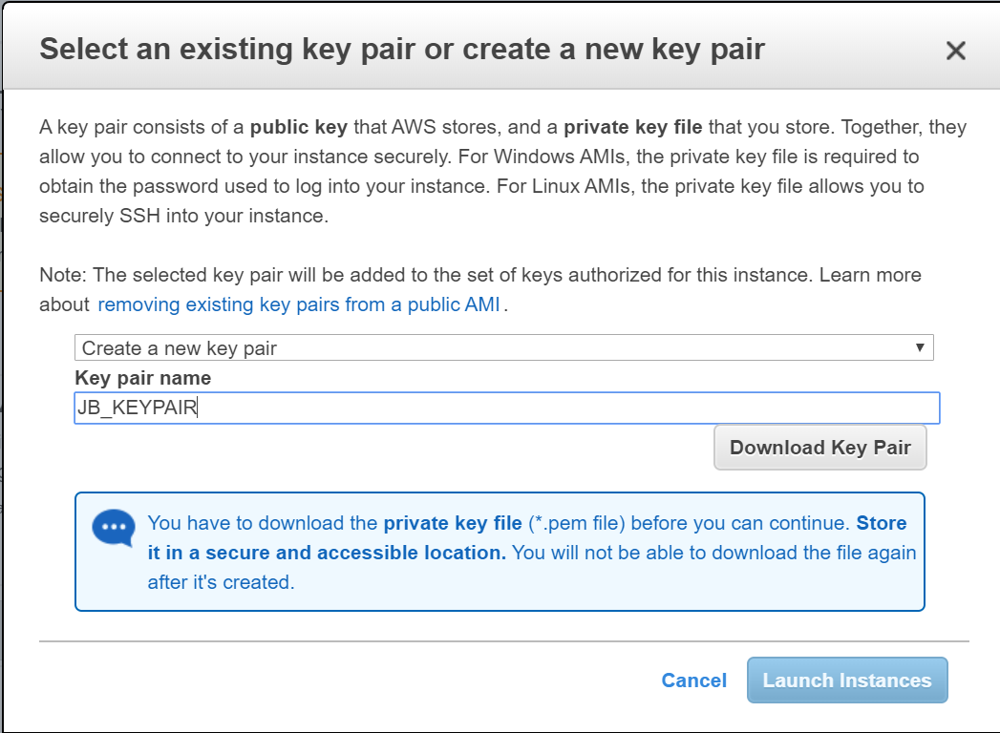 Select an existing key pair or create a new key pair
A key pair consists of a public key that AWS stores, and a private key file that you store. Together, they
allow you to connect to your instance securely. For Windows AMIs, the private key file is required to
obtain the password used to log into your instance. For Linux AMIs, the private key file allows you to
securely SSH into your instance.
Note: The selected key pair will be added to the set of keys authorized for this instance. Learn more
about removing existing key pairs from a public AMI .
Create a new key pair
Key pair name
JB_KEYPAIR
Download Key Pair
You have to download the private key file (*.pem file) before you can continue. Store
it in a secure and accessible location. You will not be able to download the file again
after it's created.
Cancel Launch Instances